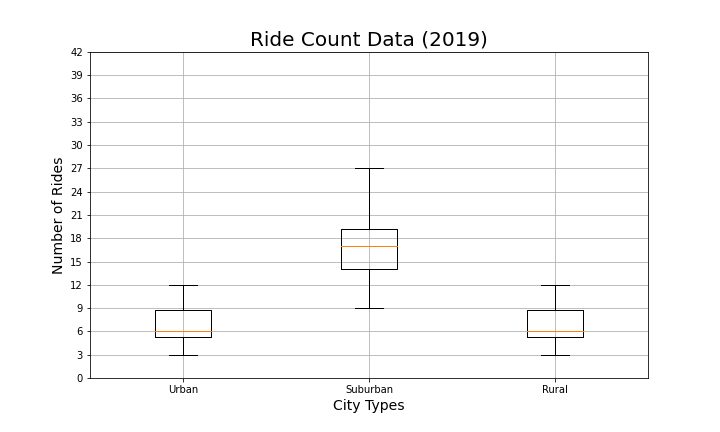 Ride Count Data (2019)
42
39
36
33
30
27
24
21
18
15
12
9
6
3
0
Number of Rides
Urban
Suburban
Rural
City Types